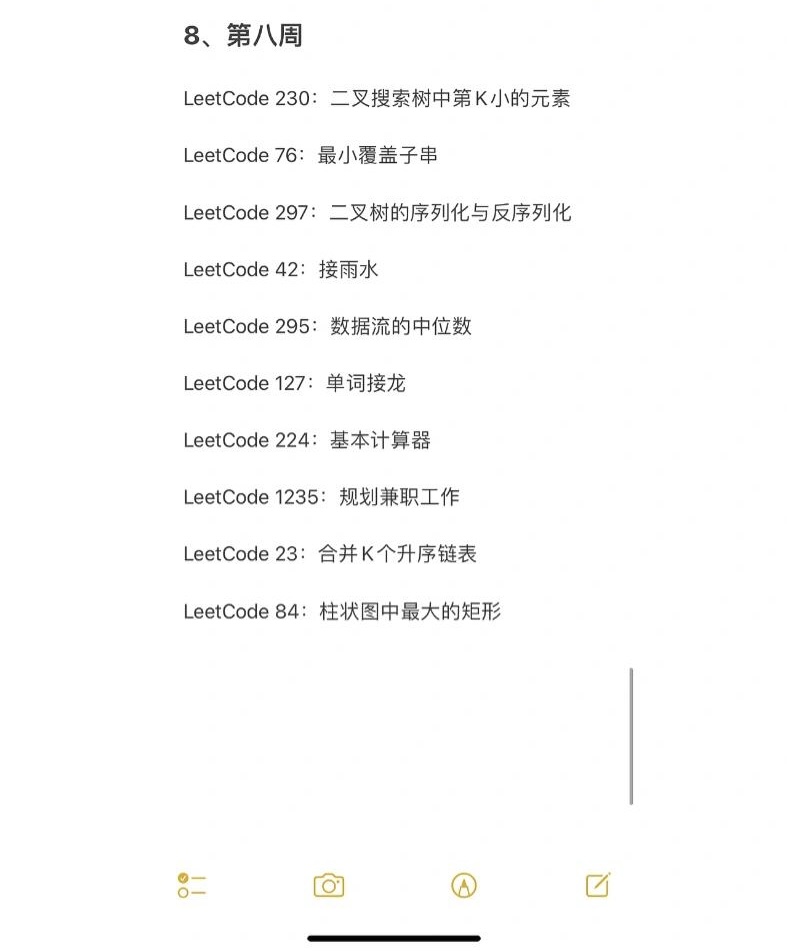 8、第八周
LeetCode 230：二叉搜索树中第K小的元素
LeetCode 76：最小覆盖子串
LeetCode 297：二叉树的序列化与反序列化
LeetCode 42：接雨水
LeetCode 295：数据流的中位数
LeetCode 127：单词接龙
LeetCode 224：基本计算器
LeetCode 1235：规划兼职工作
LeetCode 23：合并K个升序链表
LeetCode 84：柱状图中最大的矩形